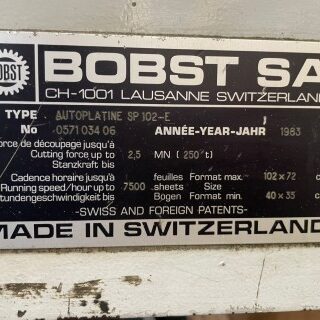 BOBST
BOBST SA
CH-1001 LAUSANNE SWITZERLAND
TYPE AUTOPLATINE SP 102-E
No 0571 034 06 ANNÉE-YEAR-JAHR 1983
orce de découpage jusqu'à
Cutting force up to 2,5 MN ( 250 t)
Stanzkraft bis
Cadence horaire jusqu'à feuilles Format max. 102 x 72 c
Running speed/hour up to 7500 sheets Size
tundengeschwindigkeit bis Bogen Format min. 40 x 35 c
-SWISS AND FOREIGN PATENTS-
MADE IN SWITZERLAND